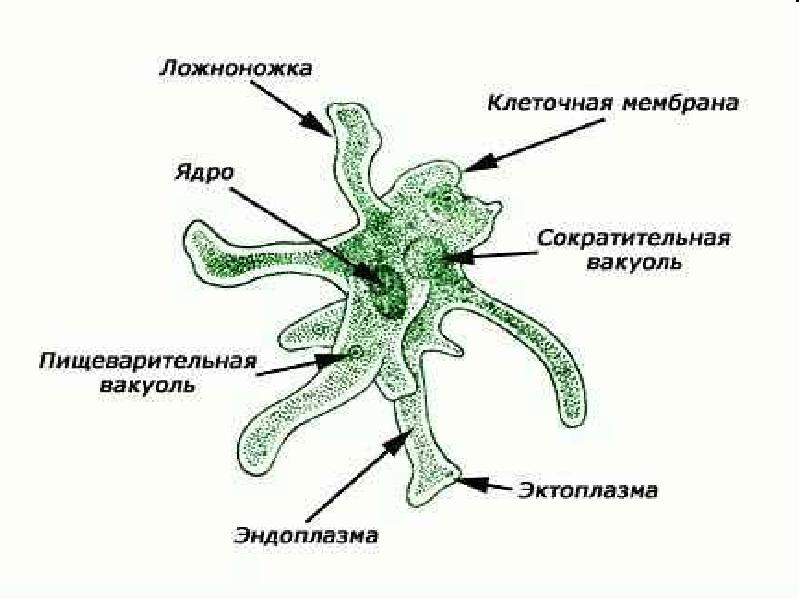 Ложноножка
Клеточная мембрана
Ядро
Сократительная
вакуоль
Пищеварительная
вакуоль
Эктоплазма
Эндоплазма